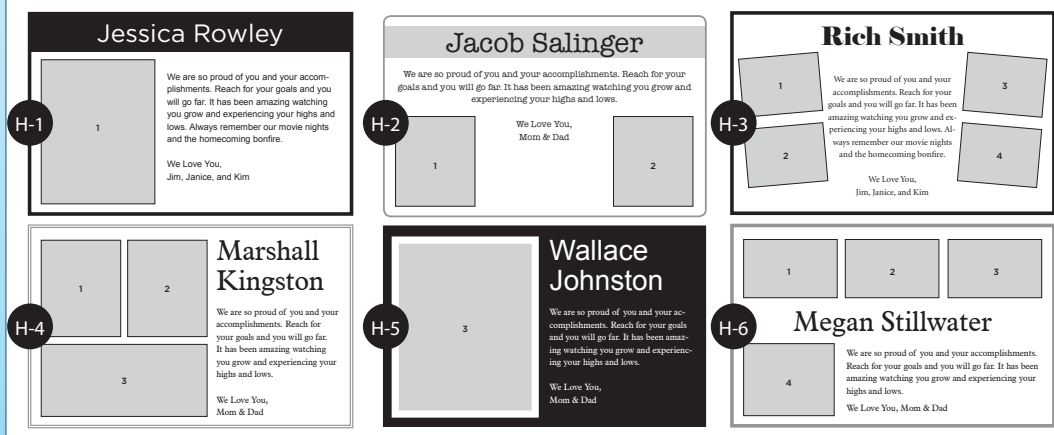 Jessica Rowley
H-1
1
We are so proud of you and your accom-
plishments. Reach for your goals and you
will go far. It has been amazing watching
you grow and experiencing your highs and
lows. Always remember our movie nights
and the homecoming bonfire.
We Love You,
Jim, Janice, and Kim
Jacob Salinger
We are so proud of you and your accomplishments. Reach for your
goals and you will go far. It has been amazing watching you grow and
experiencing your highs and lows.
H-2
We Love You,
Mom & Dad
1
2
Rich Smith
H-3
1
2
We are so proud of you and your
accomplishments. Reach for your
goals and you will go far. It has been
amazing watching you grow and ex-
periencing your highs and lows. Al-
ways remember our movie nights
and the homecoming bonfire.
We Love You,
Jim, Janice, and Kim
3
4
H-4
1
2
3
Marshall
Kingston
We are so proud of you and your
accomplishments. Reach for
your goals and you will go far.
It has been amazing watching
you grow and experiencing your
highs and lows.
We Love You,
Mom & Dad
H-5
3
Wallace
Johnston
We are so proud of you and your ac-
complishments. Reach for your goals
and you will go far. It has been amaz-
ing watching you grow and experienc-
ing your highs and lows.
We Love You,
Mom & Dad
1
2
3
H-6
Megan Stillwater
4
We are so proud of you and your accomplishments.
Reach for your goals and you will go far. It has been
amazing watching you grow and experiencing your
highs and lows.
We Love You, Mom & Dad